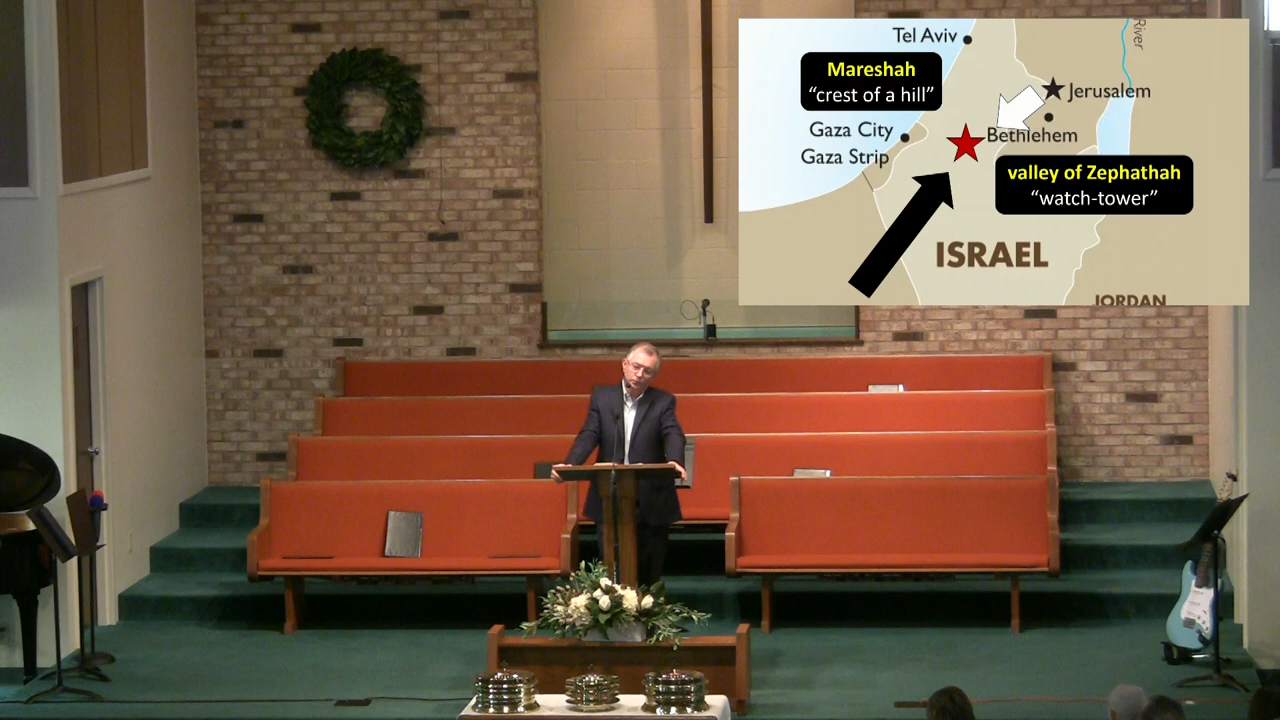 Tel Aviv
River
Mareshah
“crest of a hill”
Jerusalem
Gaza City
Bethlehem
Gaza Strip
valley of Zephathah
“watch-tower”
ISRAEL
JORDAN